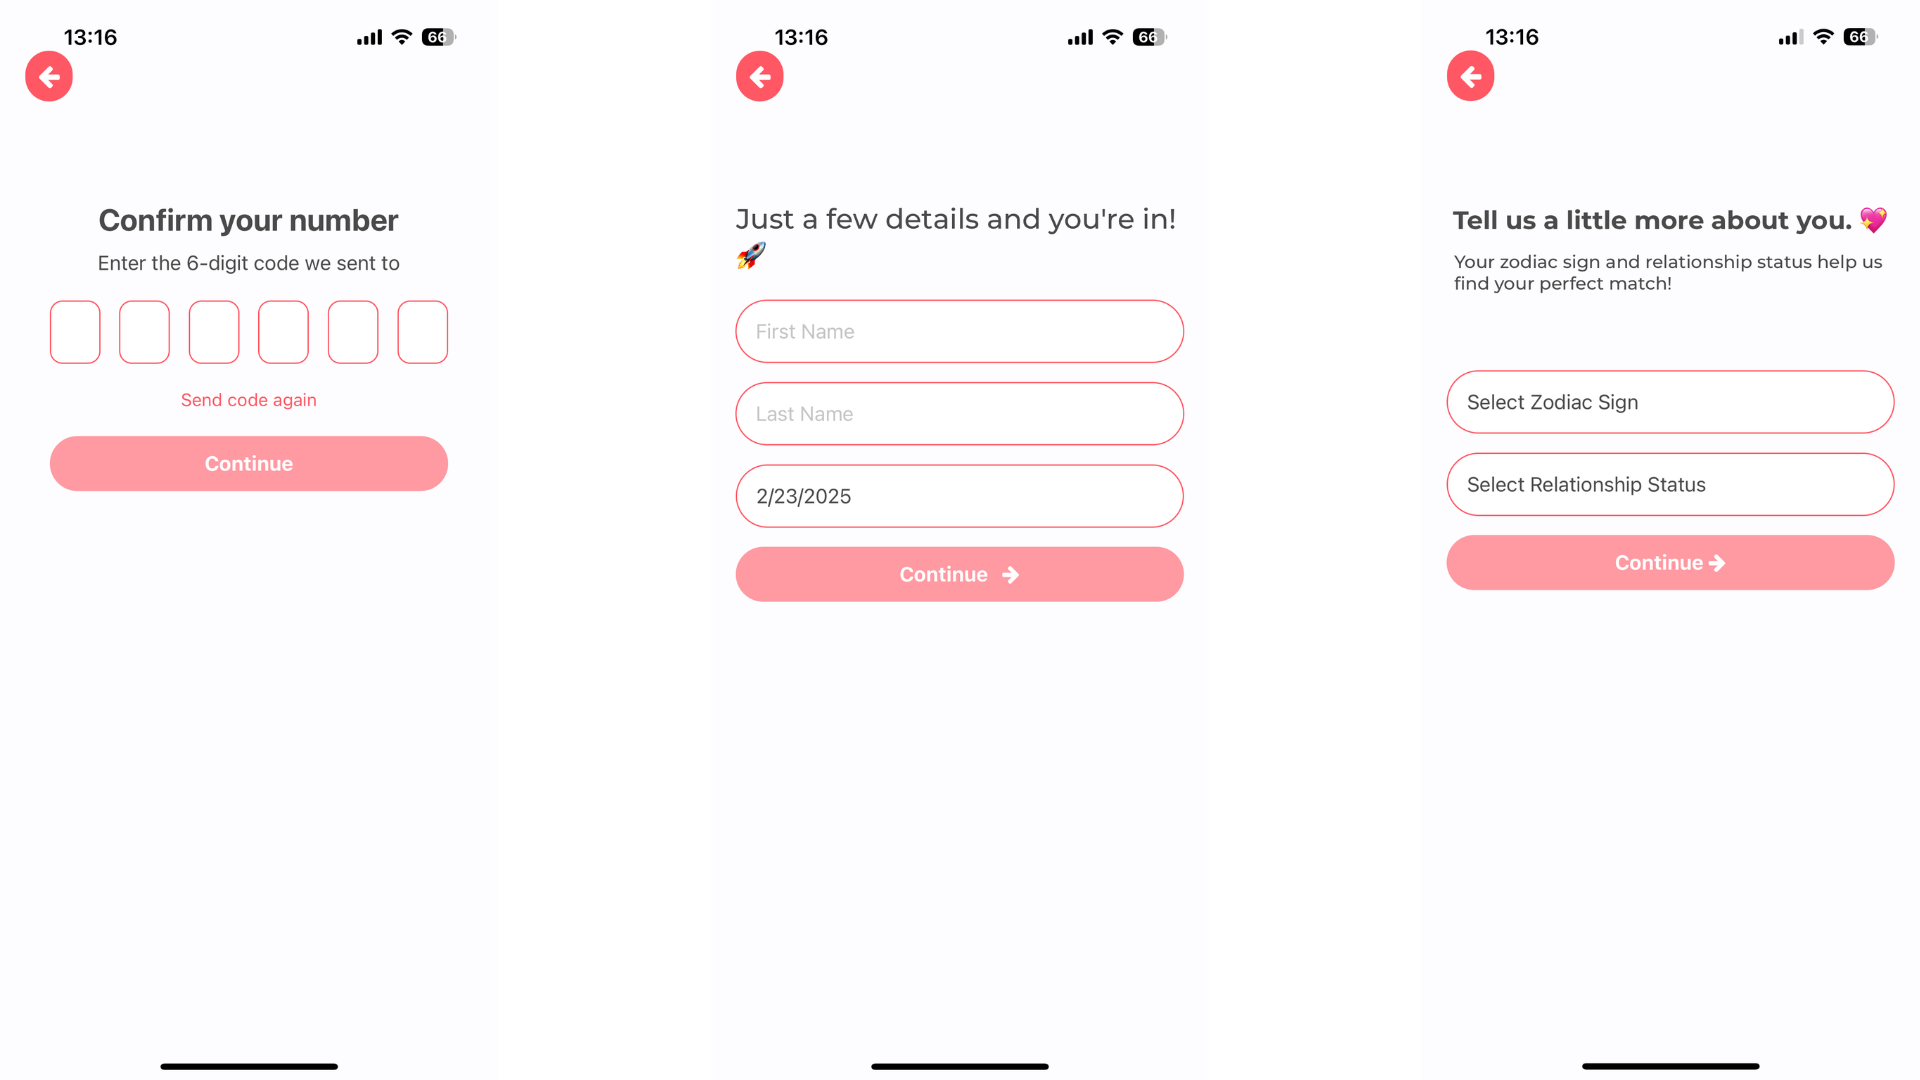 13:16
66
Confirm your number
Enter the 6-digit code we sent to
Send code again
Continue
13:16
66
Just a few details and you're in!
🚀
First Name
Last Name
2/23/2025
Continue
13:16
66
Tell us a little more about you. 💖
Your zodiac sign and relationship status help us
find your perfect match!
Select Zodiac Sign
Select Relationship Status
Continue